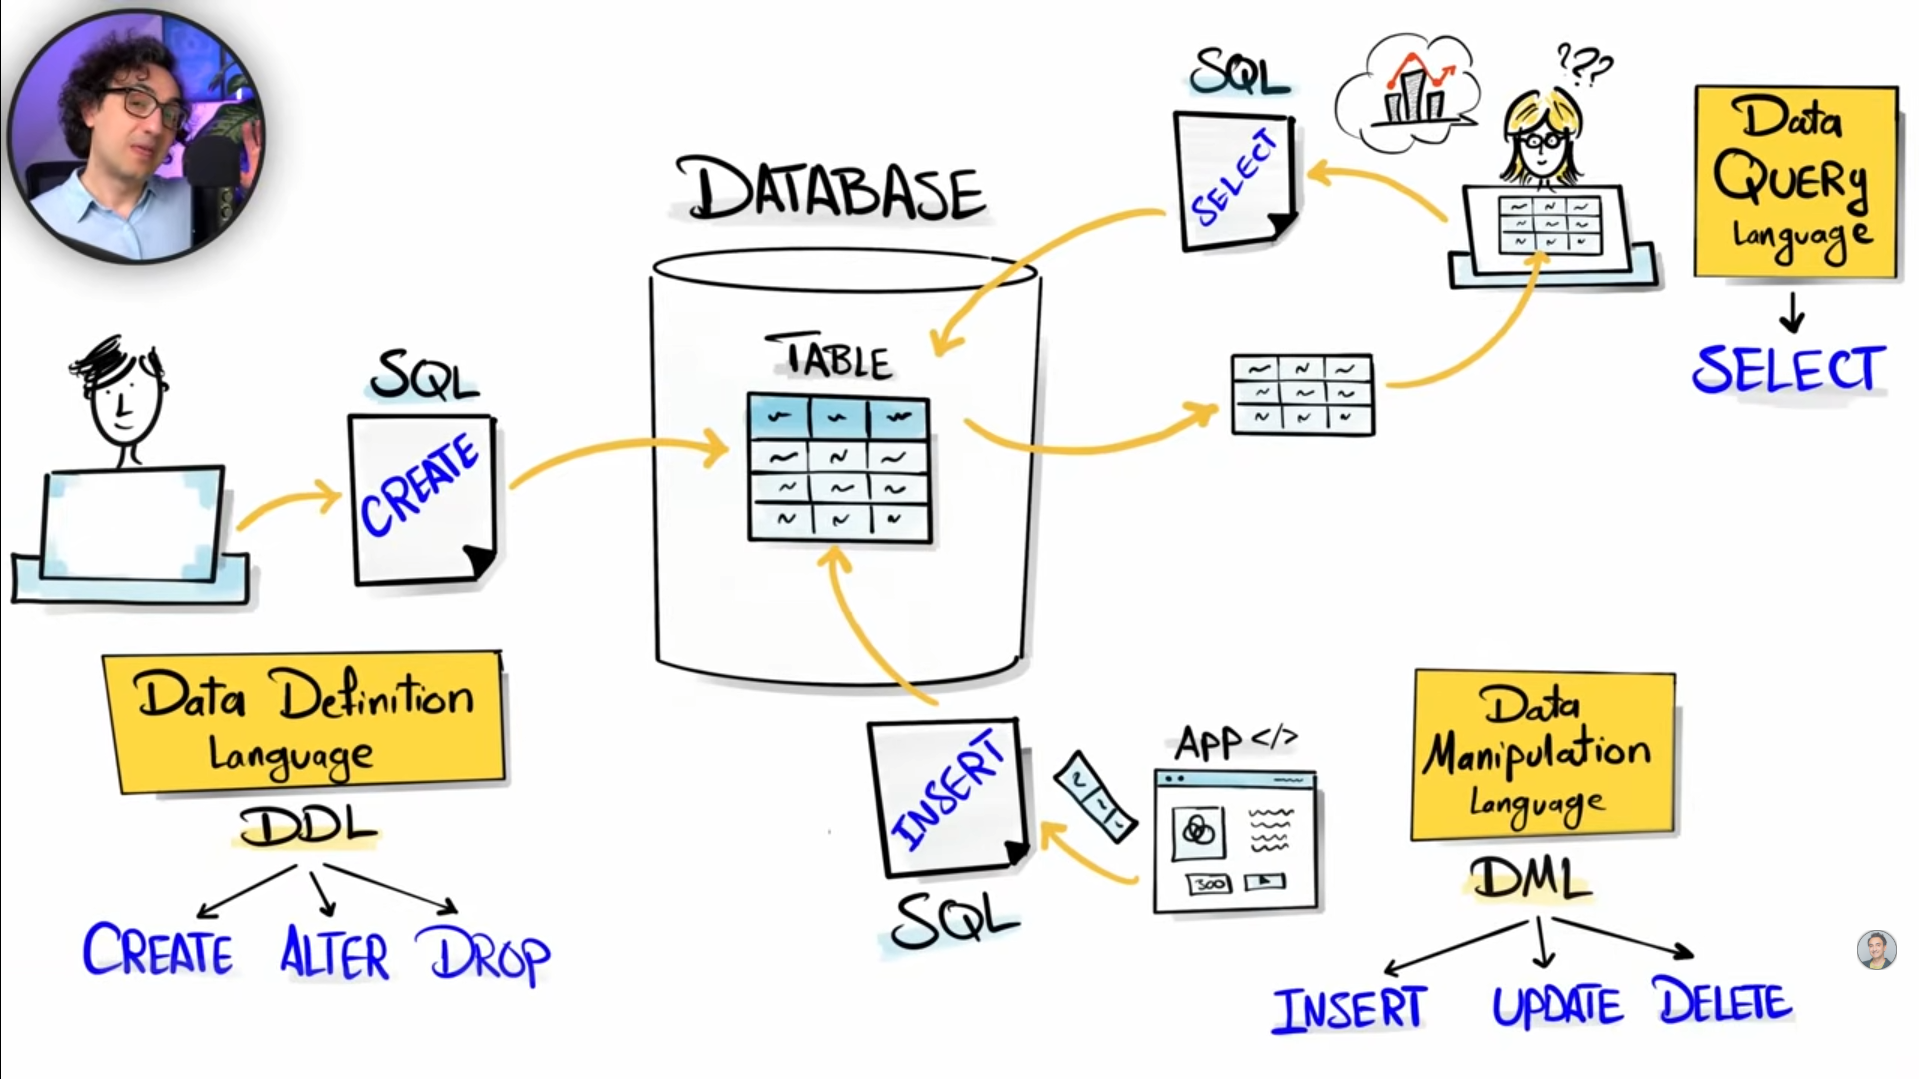 SQL
SELECT
???
Data
QUERy
Language
SELECT
DATABASE
TABLE
SQL
CREATE
Data Definition
Language
DDL
CREATE ALTER DROP
INSERT
SQL
APP </>
300
Data
Manipulation
Language
DML
INSERT UPDATE DELETE